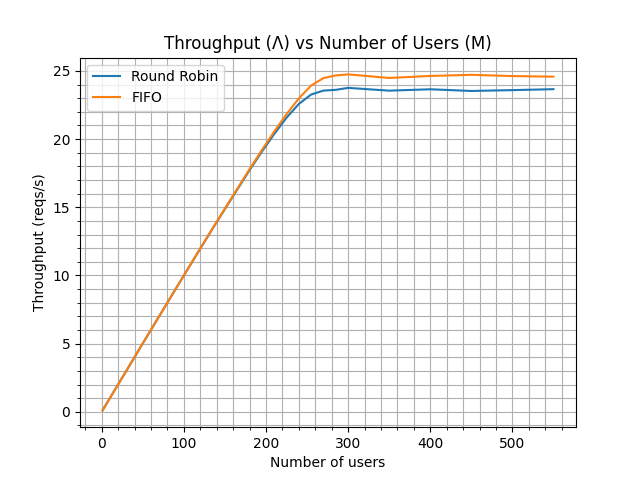 Throughput (Λ) vs Number of Users (M)
Round Robin
FIFO
Throughput (reqs/s)
25
20
15
10
5
0
0 100 200 300 400 500
Number of users